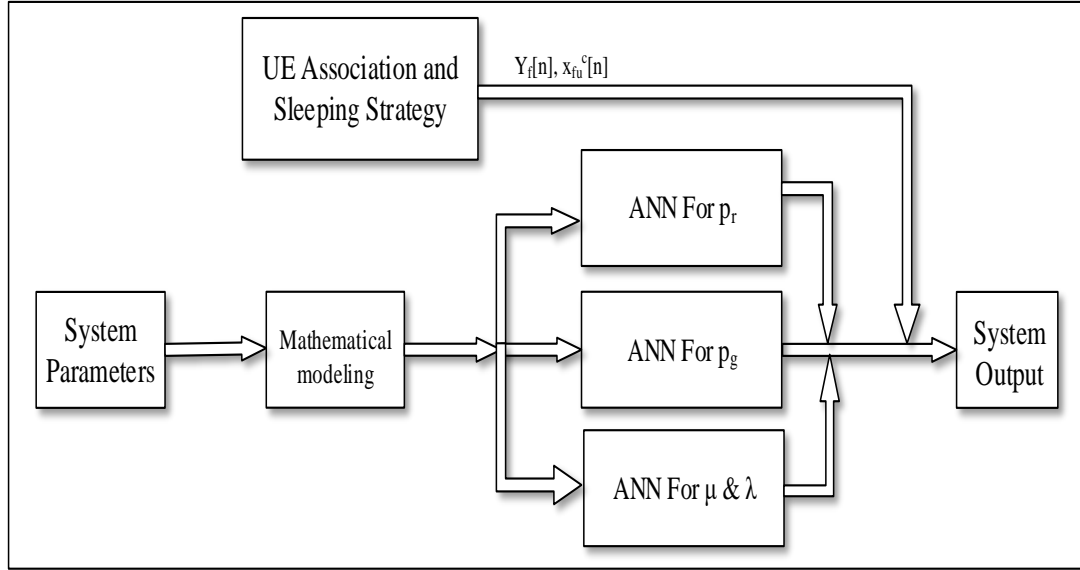 UE Association and
Sleeping Strategy
Y_f[n], x_fu^c[n]
ANN For p_r
System
Parameters
Mathematical
modeling
ANN For p_g
System
Output
ANN For μ & λ